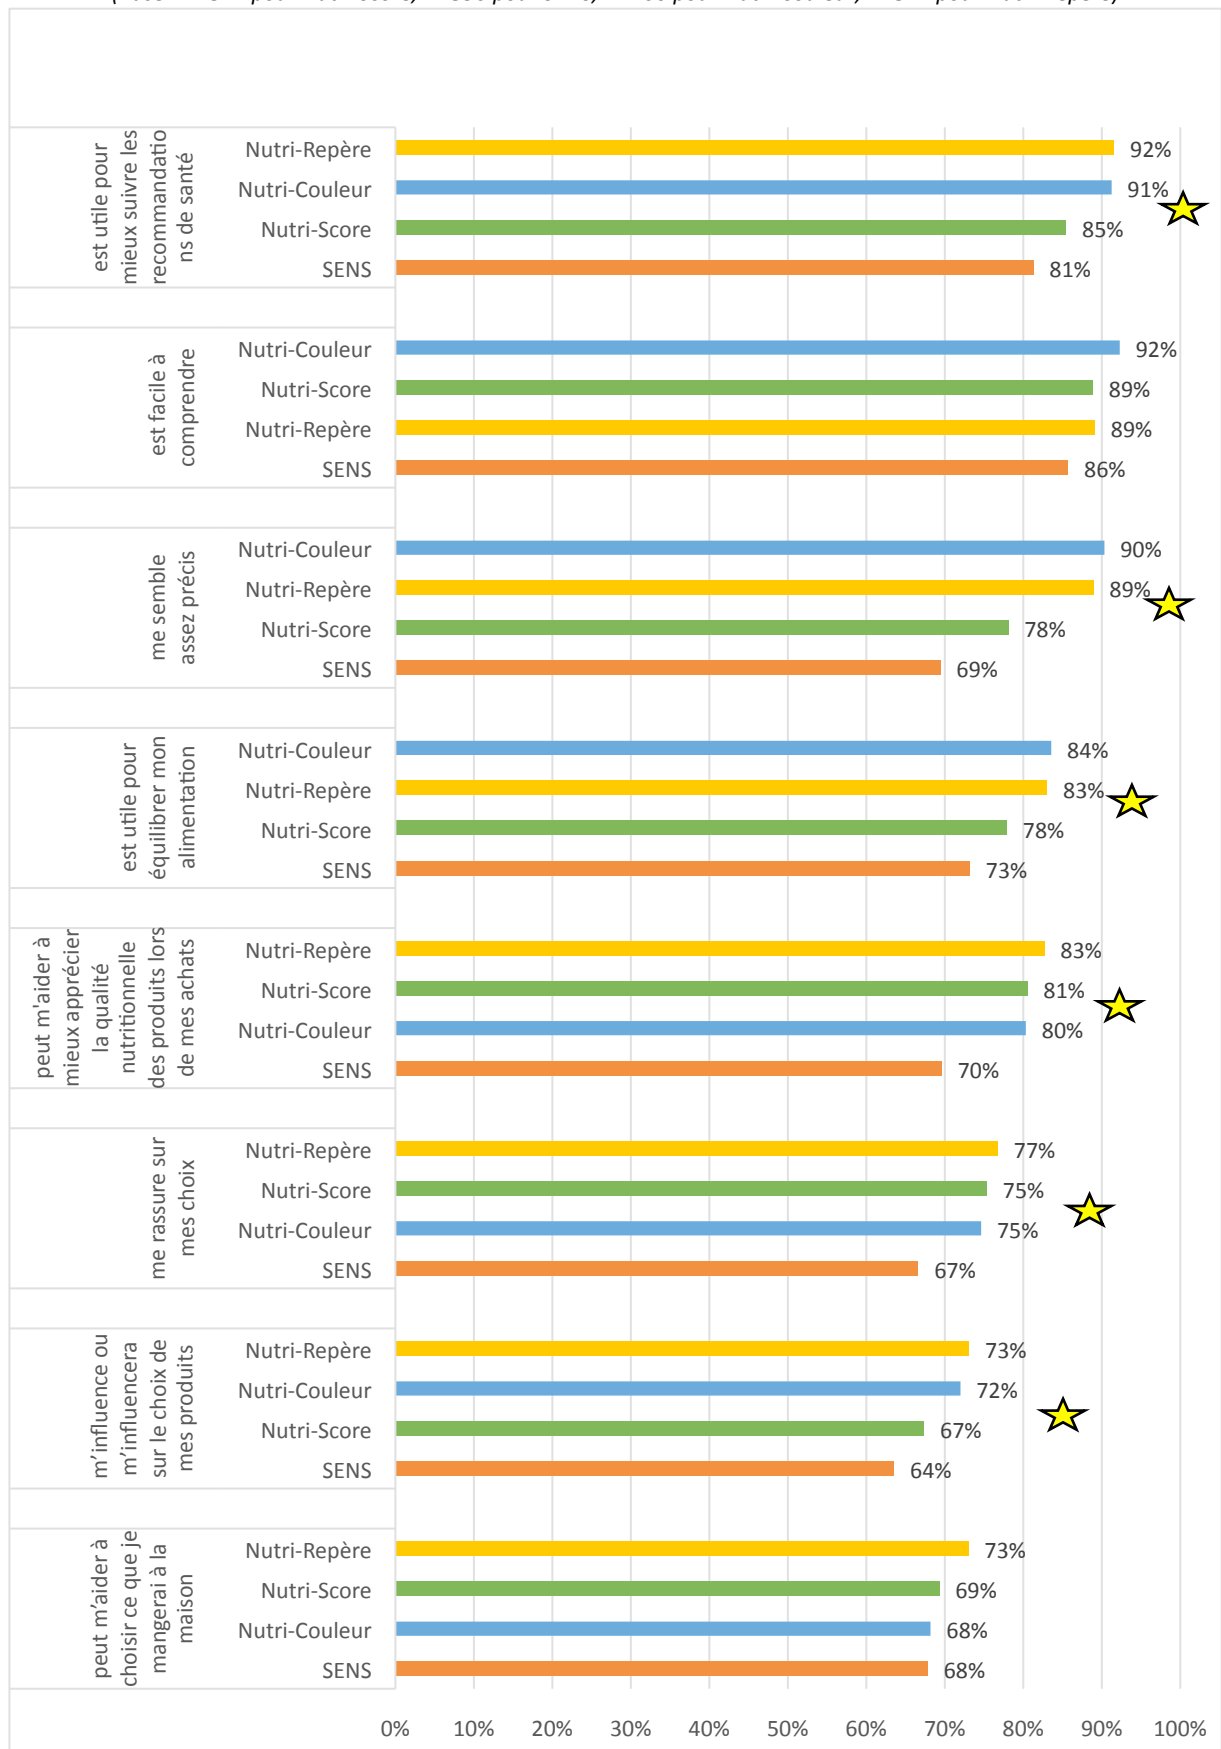 est utile pour
mieux suivre les
recommandatio
ns de santé
Nutri-Repère
92%
Nutri-Couleur
91%
Nutri-Score
85%
SENS
81%
est facile à
comprendre
Nutri-Couleur
92%
Nutri-Score
89%
Nutri-Repère
89%
SENS
86%
me semble
assez précis
Nutri-Couleur
90%
Nutri-Repère
89%
Nutri-Score
78%
SENS
69%
est utile pour
équilibrer mon
alimentation
Nutri-Couleur
84%
Nutri-Repère
83%
Nutri-Score
78%
SENS
73%
peut m'aider à
mieux apprécier
la qualité
nutritionnelle
des produits lors
de mes achats
Nutri-Repère
83%
Nutri-Score
81%
Nutri-Couleur
80%
SENS
70%
me rassure sur
mes choix
Nutri-Repère
77%
Nutri-Score
75%
Nutri-Couleur
75%
SENS
67%
m’influence ou
m’influencera
sur le choix de
mes produits
Nutri-Repère
73%
Nutri-Couleur
72%
Nutri-Score
67%
SENS
64%
peut m’aider à
choisir ce que je
mangerai à la
maison
Nutri-Repère
73%
Nutri-Score
69%
Nutri-Couleur
68%
SENS
68%
0% 10% 20% 30% 40% 50% 60% 70% 80% 90% 100%